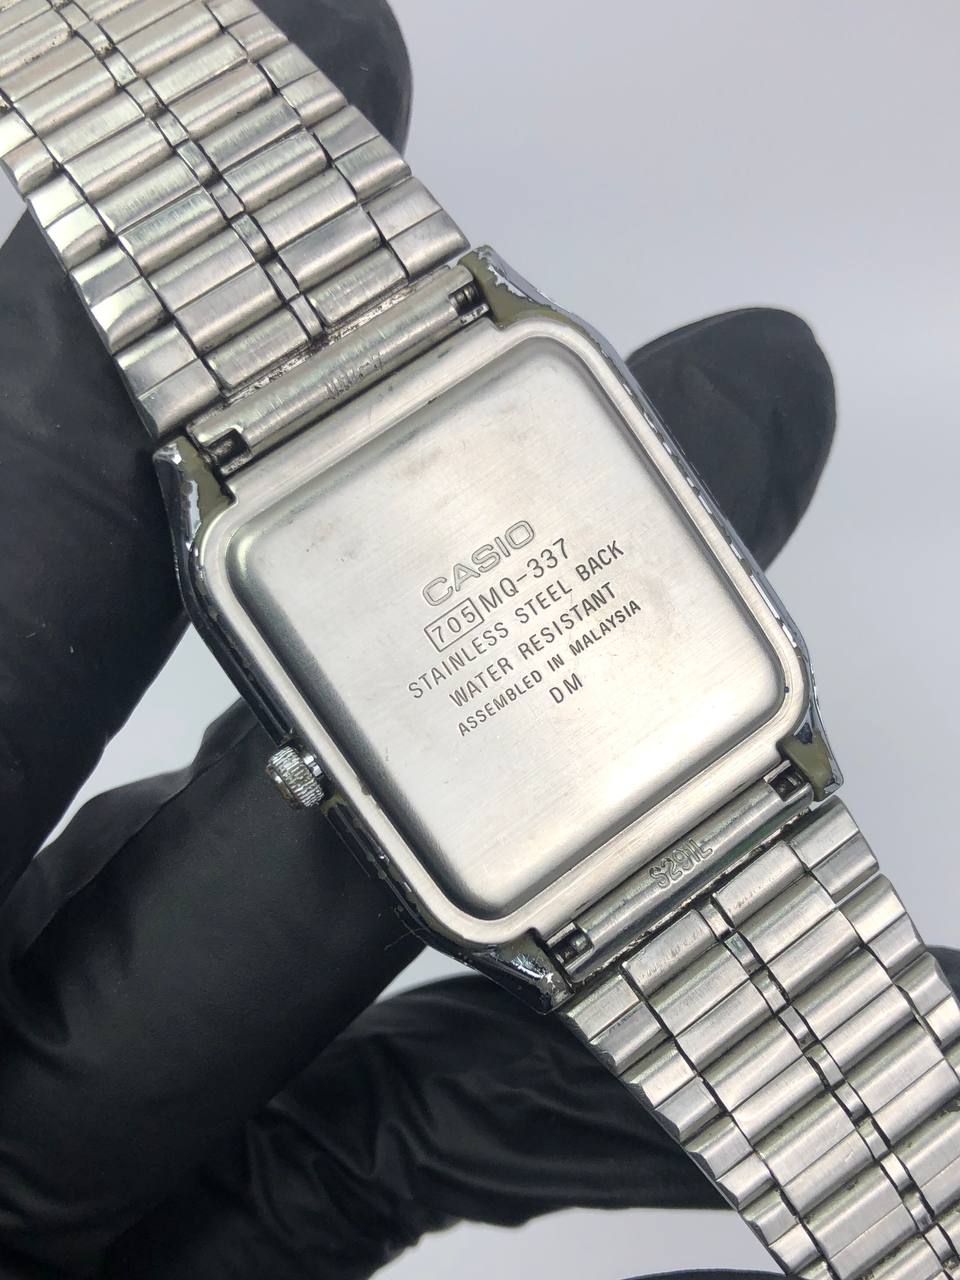 CASIO
705 MQ-337
STAINLESS STEEL BACK
WATER RESISTANT
ASSEMBLED IN MALAYSIA
DM